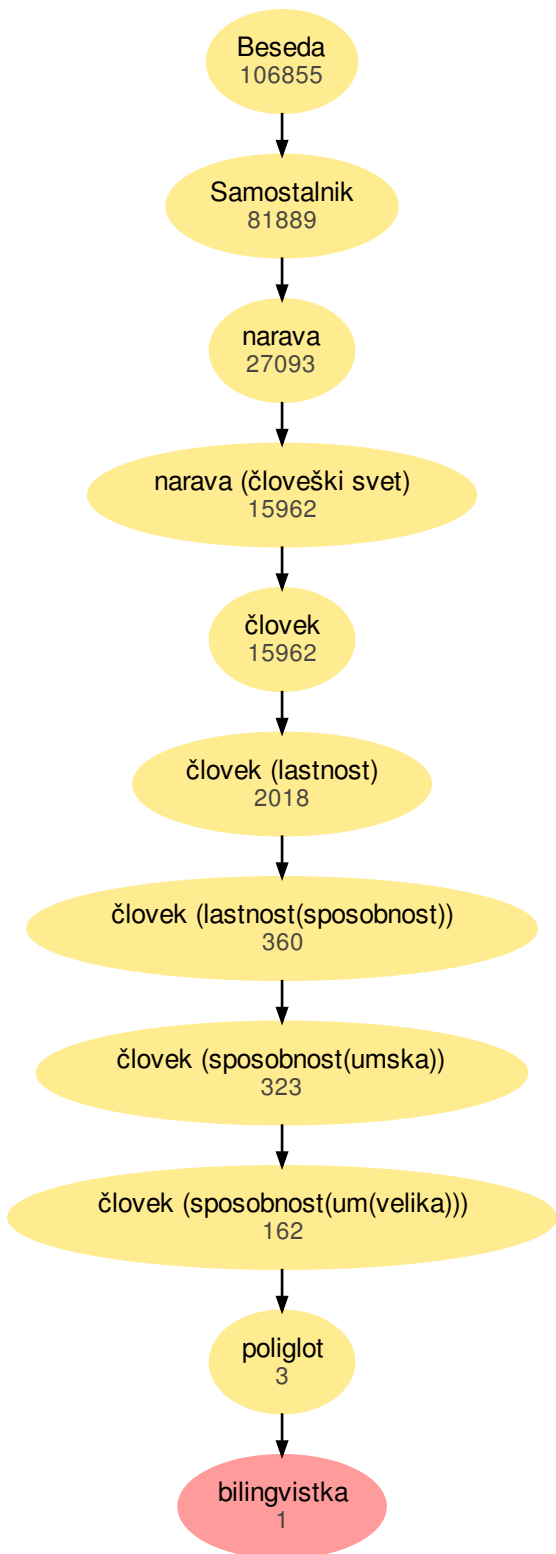 Beseda
106855
Samostalnik
81889
narava
27093
narava (človeški svet)
15962
človek
15962
človek (lastnost)
2018
človek (lastnost(sposobnost))
360
človek (sposobnost(umska))
323
človek (sposobnost(um(velika)))
162
poliglot
3
bilingvistka
1